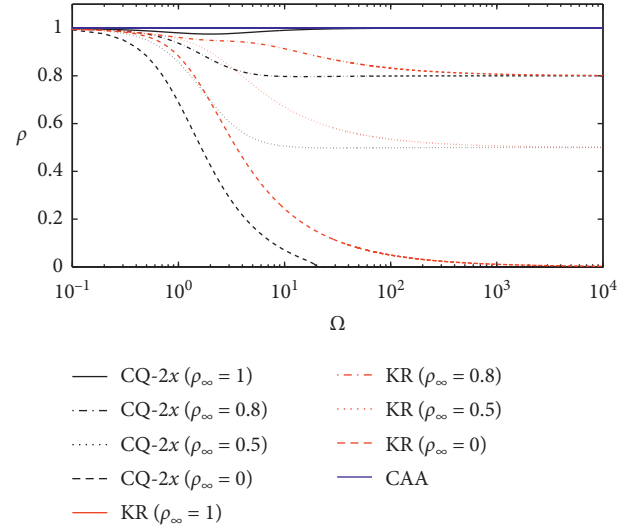 1
0.8
0.6
0.4
0.2
0
ρ
10⁻¹ 10⁰ 10¹ 10² 10³ 10⁴
Ω
CQ-2x (ρ∞ = 1)
CQ-2x (ρ∞ = 0.8)
CQ-2x (ρ∞ = 0.5)
CQ-2x (ρ∞ = 0)
KR (ρ∞ = 1)
KR (ρ∞ = 0.8)
KR (ρ∞ = 0.5)
KR (ρ∞ = 0)
CAA